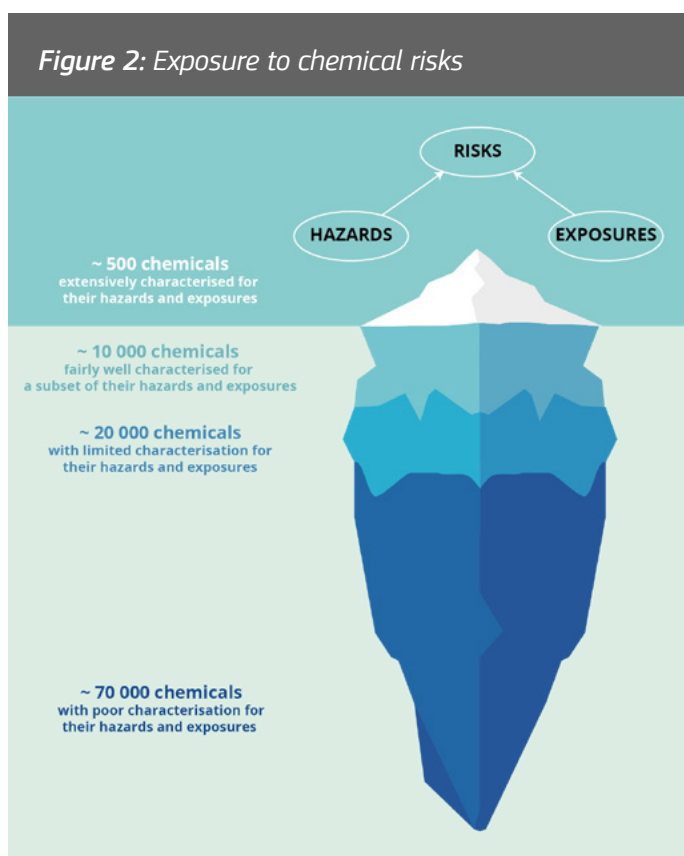 Figure 2: Exposure to chemical risks
RISKS
HAZARDS
EXPOSURES
~ 500 chemicals
extensively characterised for
their hazards and exposures
~ 10 000 chemicals
fairly well characterised for
a subset of their hazards and exposures
~ 20 000 chemicals
with limited characterisation for
their hazards and exposures
~ 70 000 chemicals
with poor characterisation for
their hazards and exposures